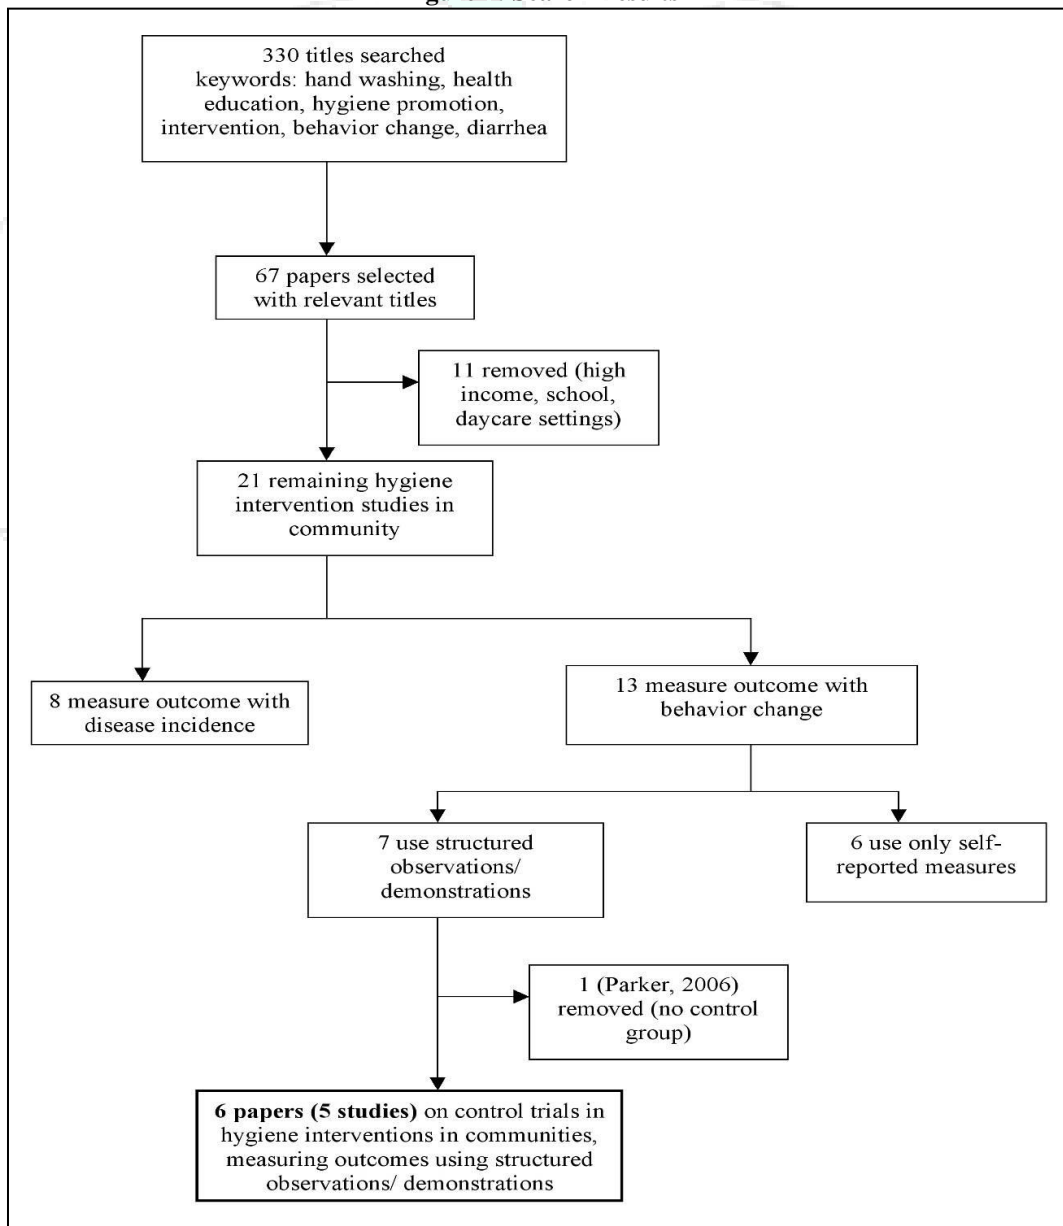 330 titles searched
keywords: hand washing, health
education, hygiene promotion,
intervention, behavior change, diarrhea
67 papers selected
with relevant titles
11 removed (high
income, school,
daycare settings)
21 remaining hygiene
intervention studies in
community
8 measure outcome with
disease incidence
13 measure outcome with
behavior change
7 use structured
observations/
demonstrations
6 use only self-
reported measures
1 (Parker, 2006)
removed (no control
group)
6 papers (5 studies) on control trials in
hygiene interventions in communities,
measuring outcomes using structured
observations/ demonstrations